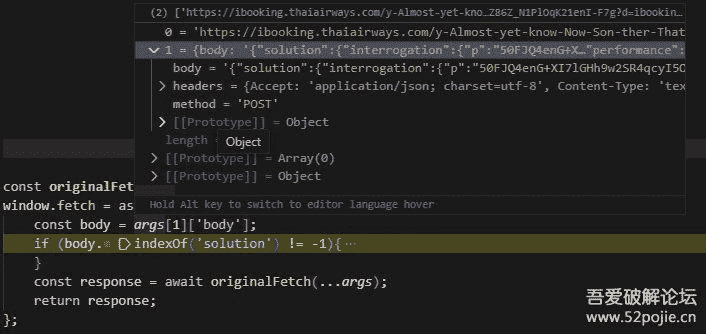 (2) ['https://ibooking.thaiairways.com/y-Almost-yet-kno…Z86Z_N1PlOqK21enI-F7g?d=ibookin…
0 = 'https://ibooking.thaiairways.com/y-Almost-yet-know-Now-Son-ther-That
1 = {body: '{"solution":{"interrogation":{"p":"50FJQ4enG+X…"performance":
body = '{"solution":{"interrogation":{"p":"50FJQ4enG+XI7lGHh9w2SR4qcyI5O
headers = {Accept: 'application/json; charset=utf-8', Content-Type: 'tex
method = 'POST'
[[Prototype]] = Object
length =
Object
[[Prototype]] = Array(0)
[[Prototype]] = Object
Hold Alt key to switch to editor language hover
const originalFet
window.fetch = as
const body = args[1]['body'];
if (body.indexOf('solution') != -1){…
}
const response = await originalFetch(...args);
return response;
};
吾爱破解论坛
www.52pojie.cn